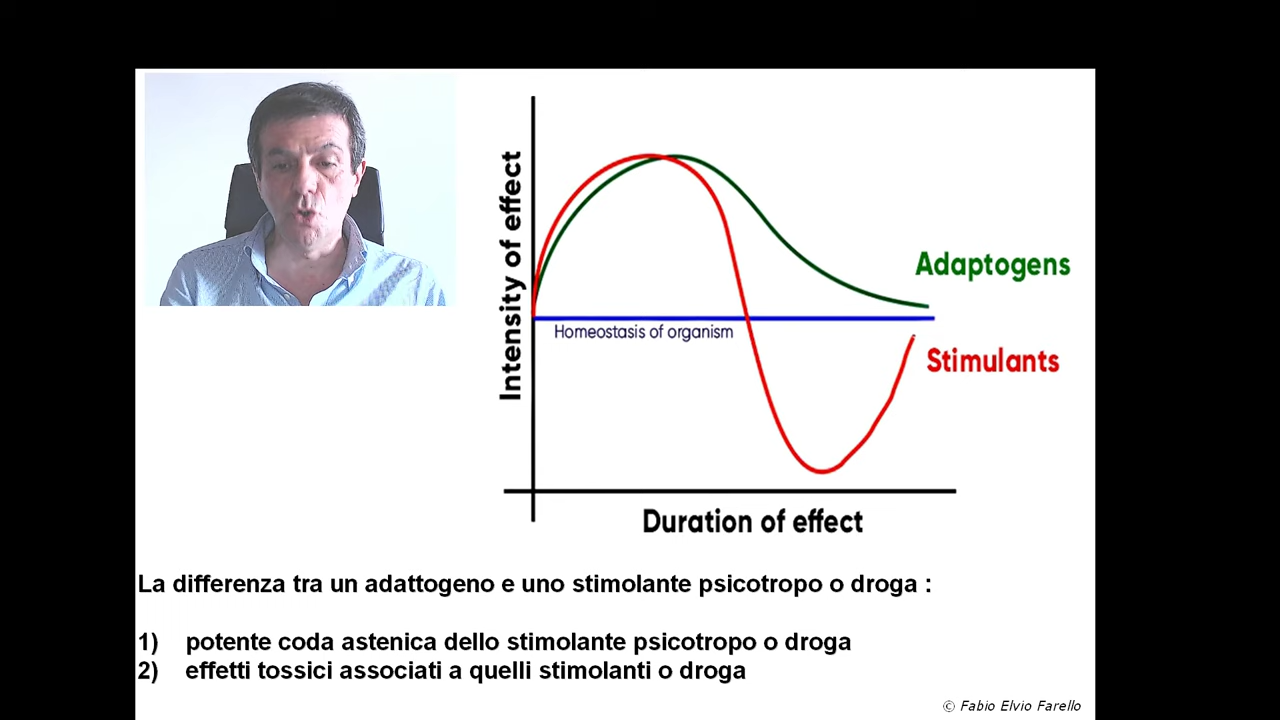 Intensity of effect
Adaptogens
Homeostasis of organism
Stimulants
Duration of effect
La differenza tra un adattogeno e uno stimolante psicotropo o droga :
1) potente coda astenica dello stimolante psicotropo o droga
2) effetti tossici associati a quelli stimolanti o droga
© Fabio Elvio Farello